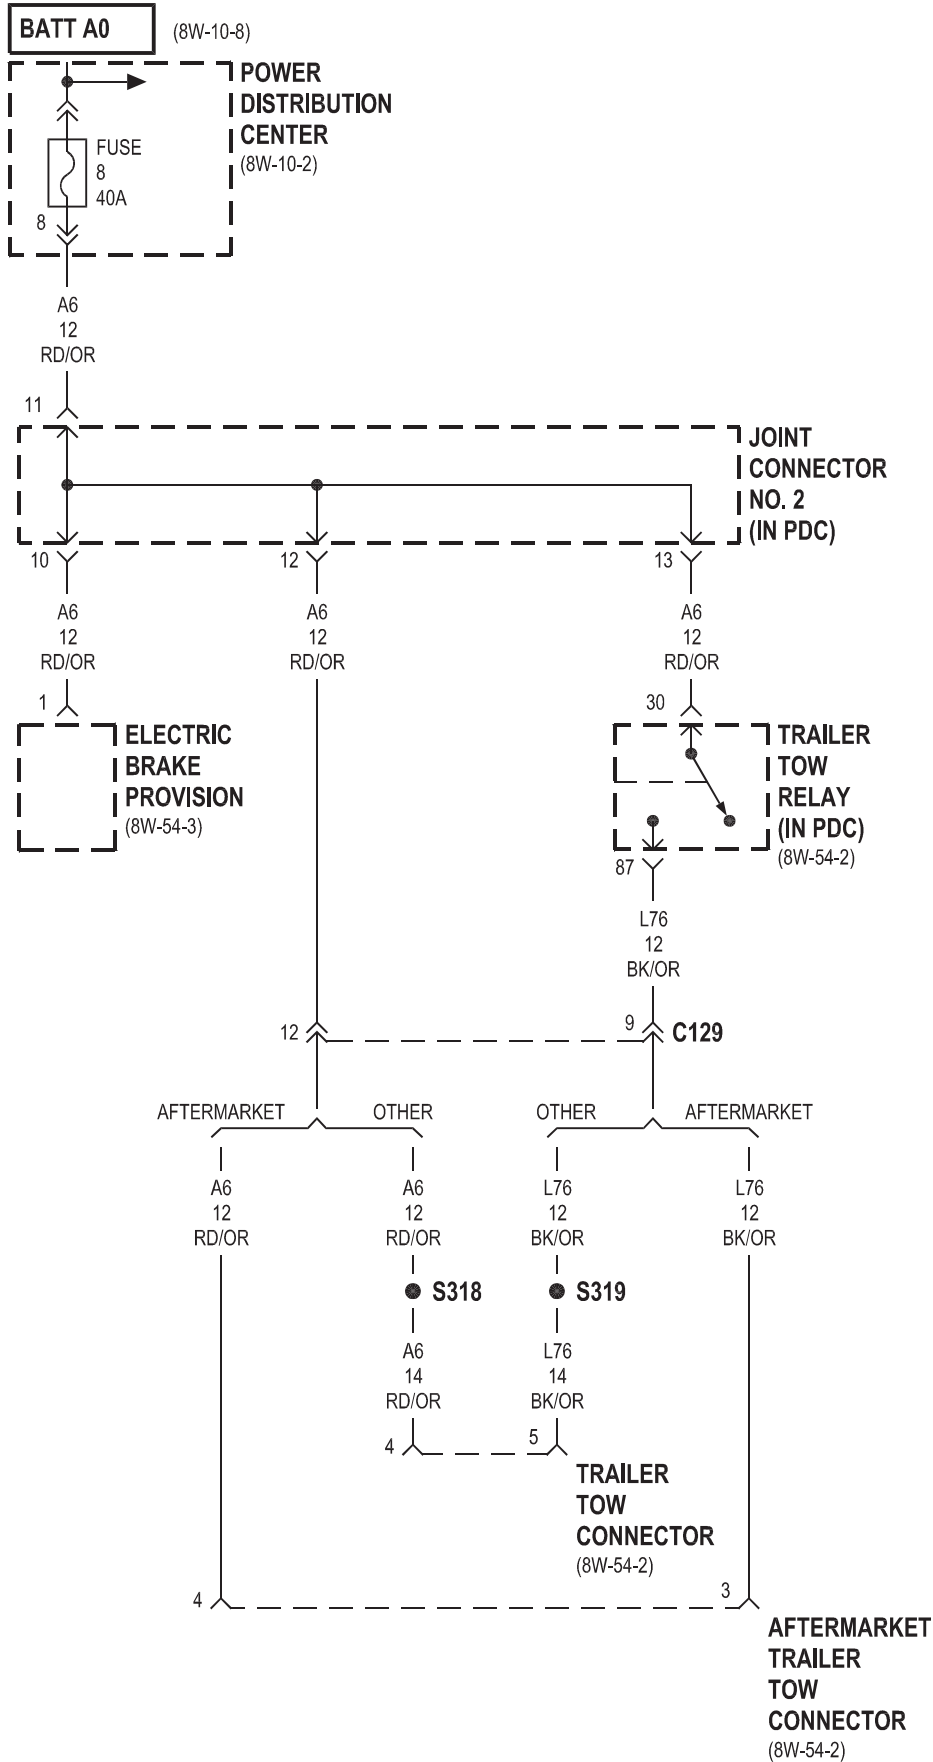 BATT A0
(8W-10-8)
POWER
DISTRIBUTION
CENTER
(8W-10-2)
FUSE
8
40A
8
A6
12
RD/OR
11
JOINT
CONNECTOR
NO. 2
(IN PDC)
10
12
13
A6
12
RD/OR
A6
12
RD/OR
A6
12
RD/OR
1
30
ELECTRIC
BRAKE
PROVISION
(8W-54-3)
TRAILER
TOW
RELAY
(IN PDC)
(8W-54-2)
87
L76
12
BK/OR
12
9
C129
AFTERMARKET
OTHER
OTHER
AFTERMARKET
A6
12
RD/OR
A6
12
RD/OR
L76
12
BK/OR
L76
12
BK/OR
S318
S319
A6
14
RD/OR
L76
14
BK/OR
4
5
TRAILER
TOW
CONNECTOR
(8W-54-2)
4
3
AFTERMARKET
TRAILER
TOW
CONNECTOR
(8W-54-2)